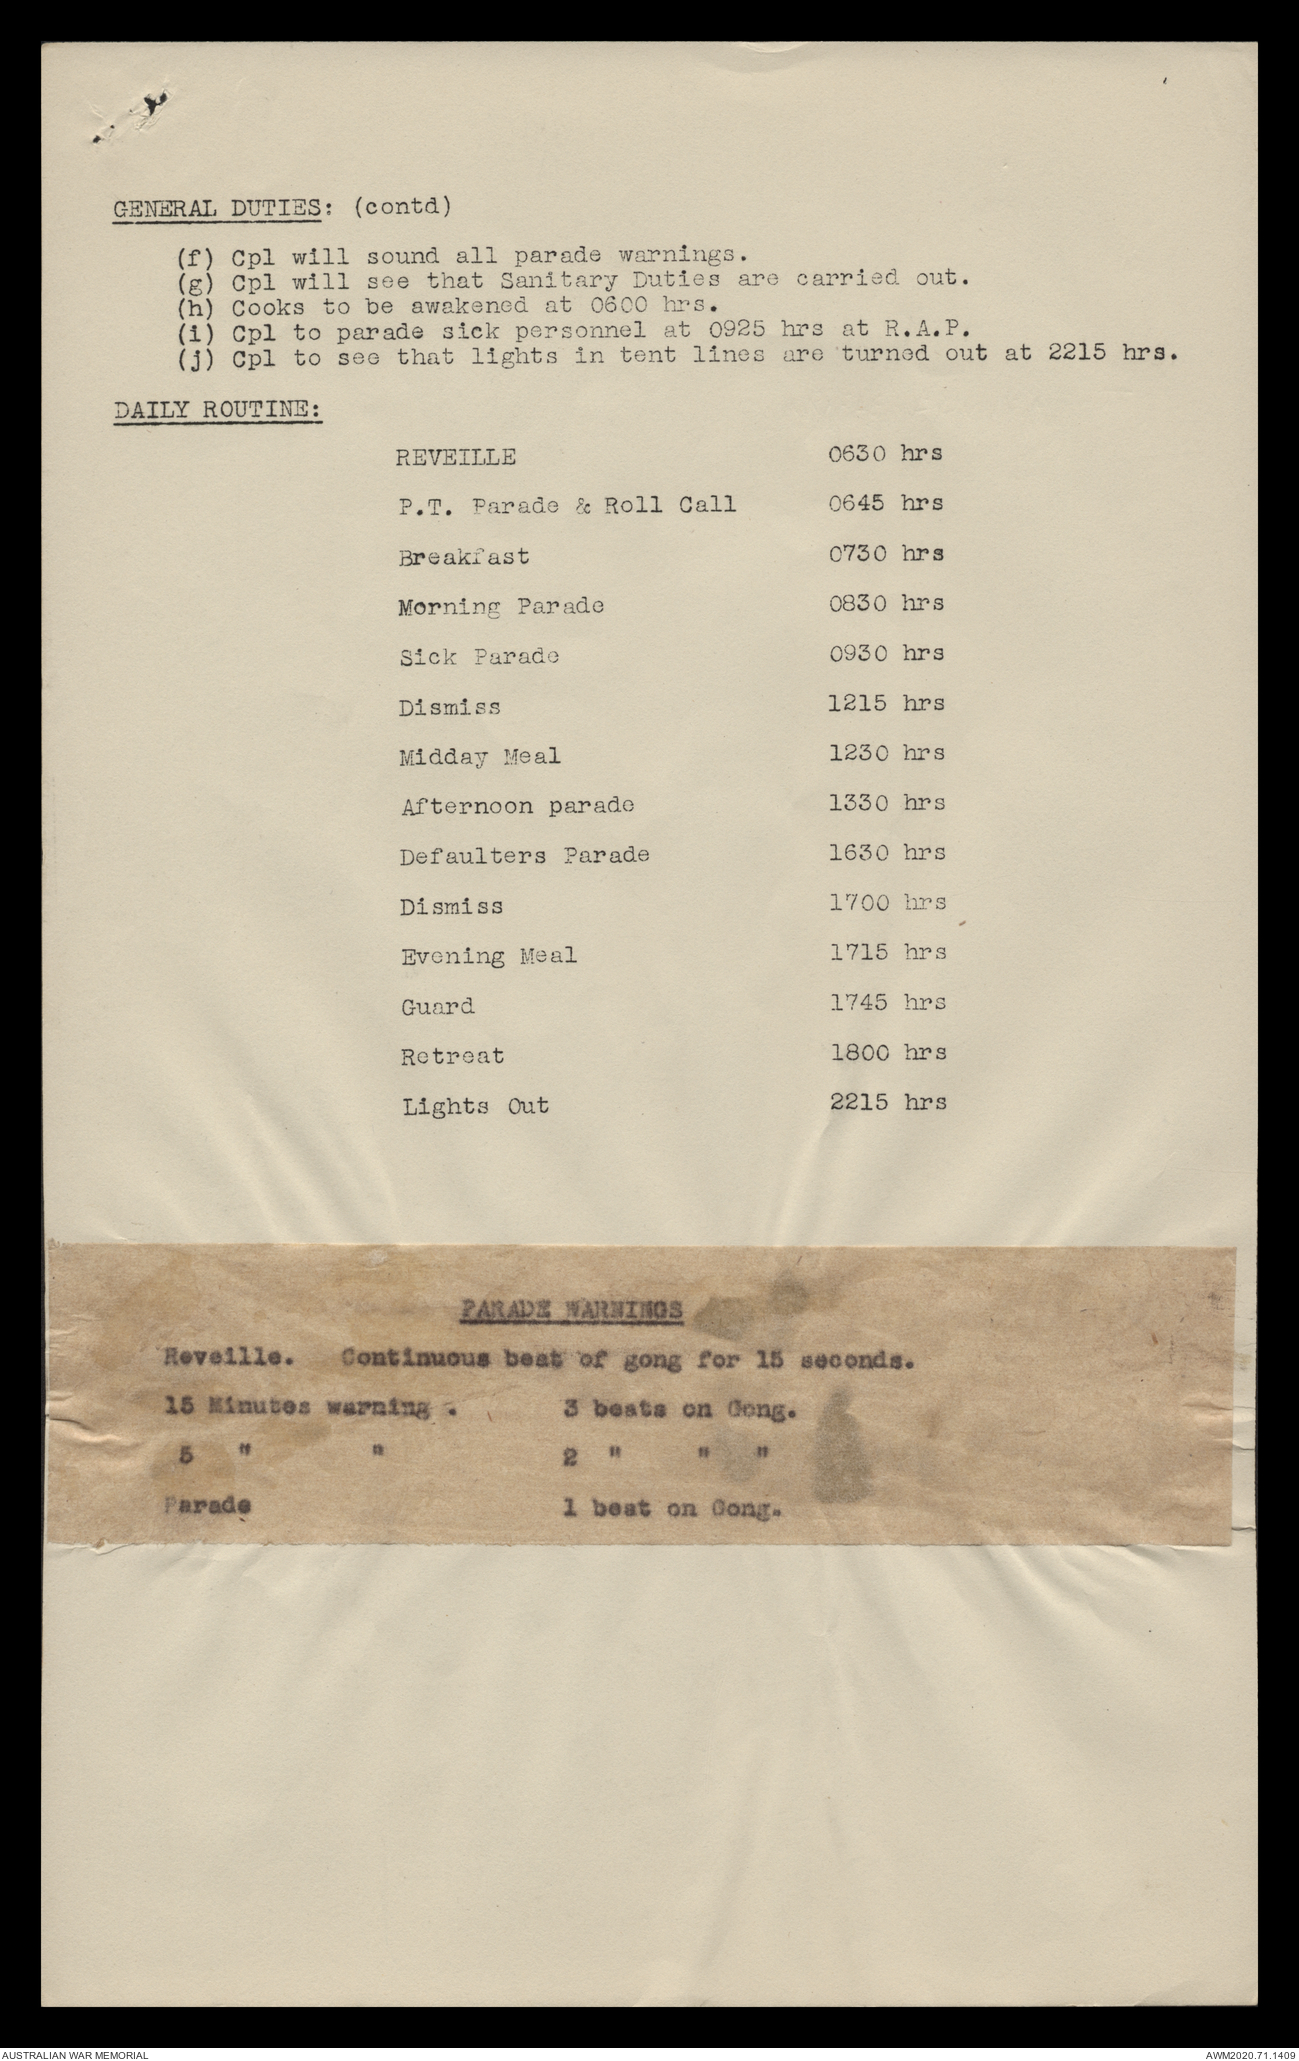 GENERAL DUTIES: (contd)
(f) Cpl will sound all parade warnings.
(g) Cpl will see that Sanitary Duties are carried out.
(h) Cooks to be awakened at 0600 hrs.
(i) Cpl to parade sick personnel at 0925 hrs at R.A.P.
(j) Cpl to see that lights in tent lines are turned out at 2215 hrs.
DAILY ROUTINE:
REVEILLE 0630 hrs
P.T. Parade & Roll Call 0645 hrs
Breakfast 0730 hrs
Morning Parade 0830 hrs
Sick Parade 0930 hrs
Dismiss 1215 hrs
Midday Meal 1230 hrs
Afternoon parade 1330 hrs
Defaulters Parade 1630 hrs
Dismiss 1700 hrs
Evening Meal 1715 hrs
Guard 1745 hrs
Retreat 1800 hrs
Lights Out 2215 hrs
PARADE WARNINGS
Reveille. Continuous beat of gong for 15 seconds.
15 Minutes warning . 3 beats on Gong.
5 " " 2 " " "
Parade 1 beat on Gong.
AUSTRALIAN WAR MEMORIAL AWM2020.71.1409